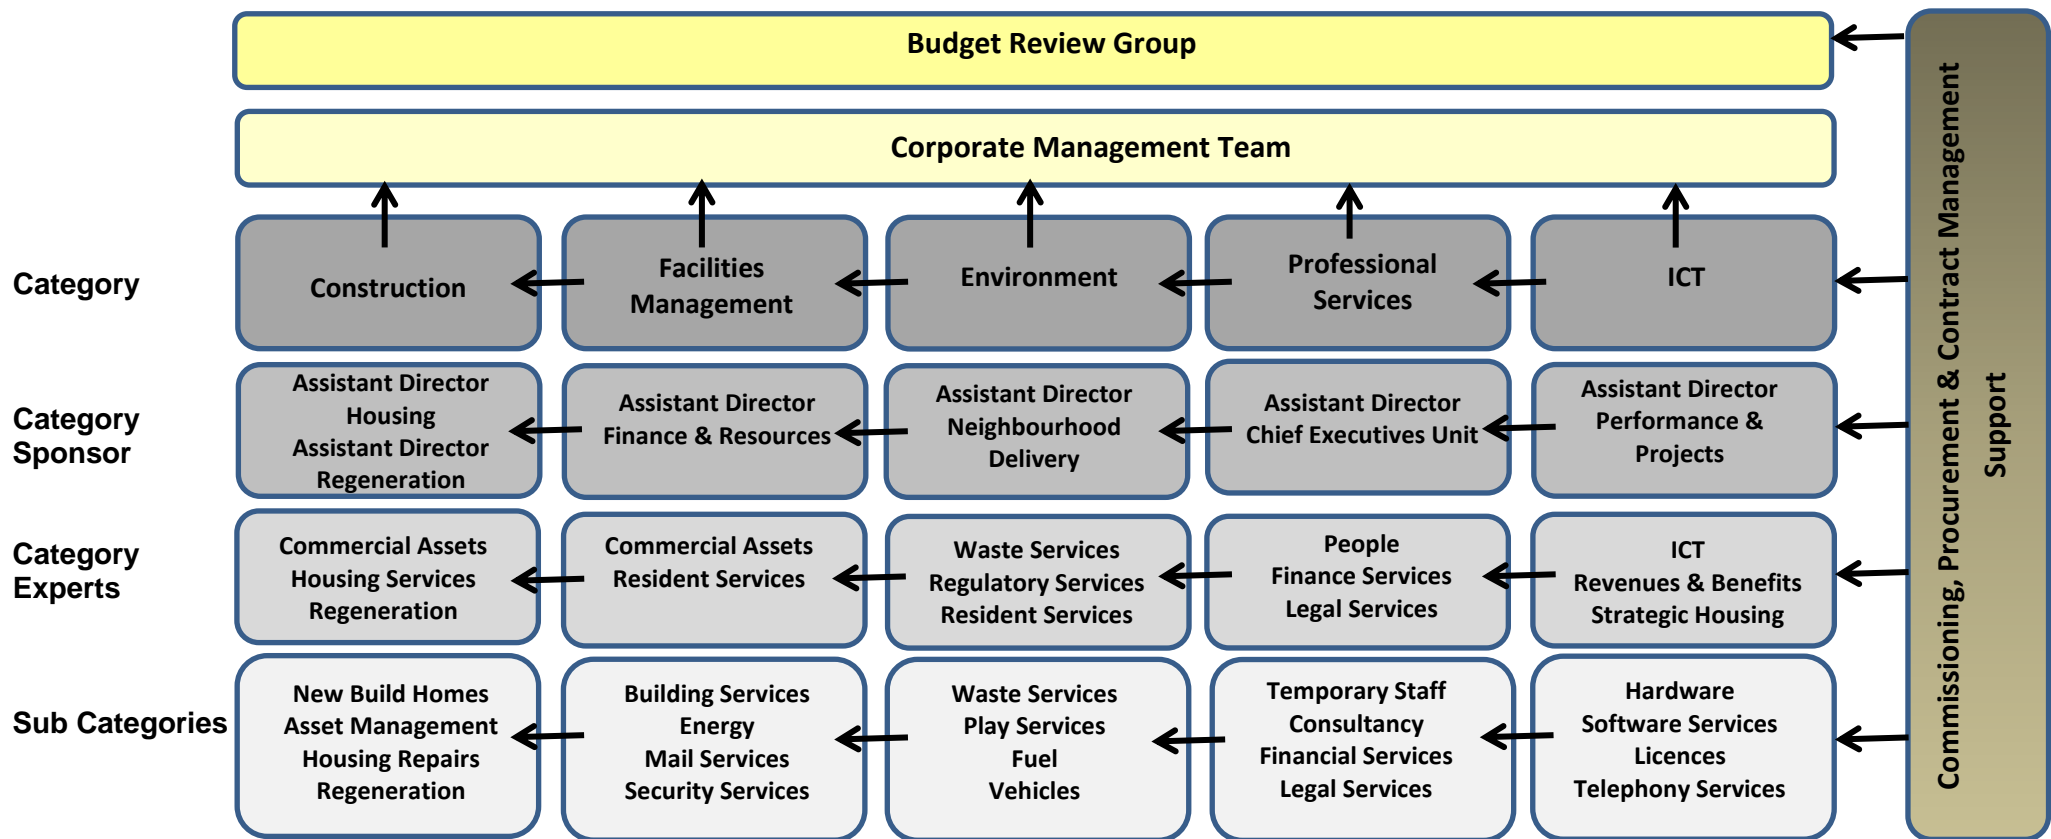 Budget Review Group
Corporate Management Team
Category
Construction
Facilities
Management
Environment
Professional
Services
ICT
Category
Sponsor
Assistant Director
Housing
Assistant Director
Regeneration
Assistant Director
Finance & Resources
Assistant Director
Neighbourhood
Delivery
Assistant Director
Chief Executives Unit
Assistant Director
Performance &
Projects
Category
Experts
Commercial Assets
Housing Services
Regeneration
Commercial Assets
Resident Services
Waste Services
Regulatory Services
Resident Services
People
Finance Services
Legal Services
ICT
Revenues & Benefits
Strategic Housing
Sub Categories
New Build Homes
Asset Management
Housing Repairs
Regeneration
Building Services
Energy
Mail Services
Security Services
Waste Services
Play Services
Fuel
Vehicles
Temporary Staff
Consultancy
Financial Services
Legal Services
Hardware
Software Services
Licences
Telephony Services
Commissioning, Procurement & Contract Management
Support